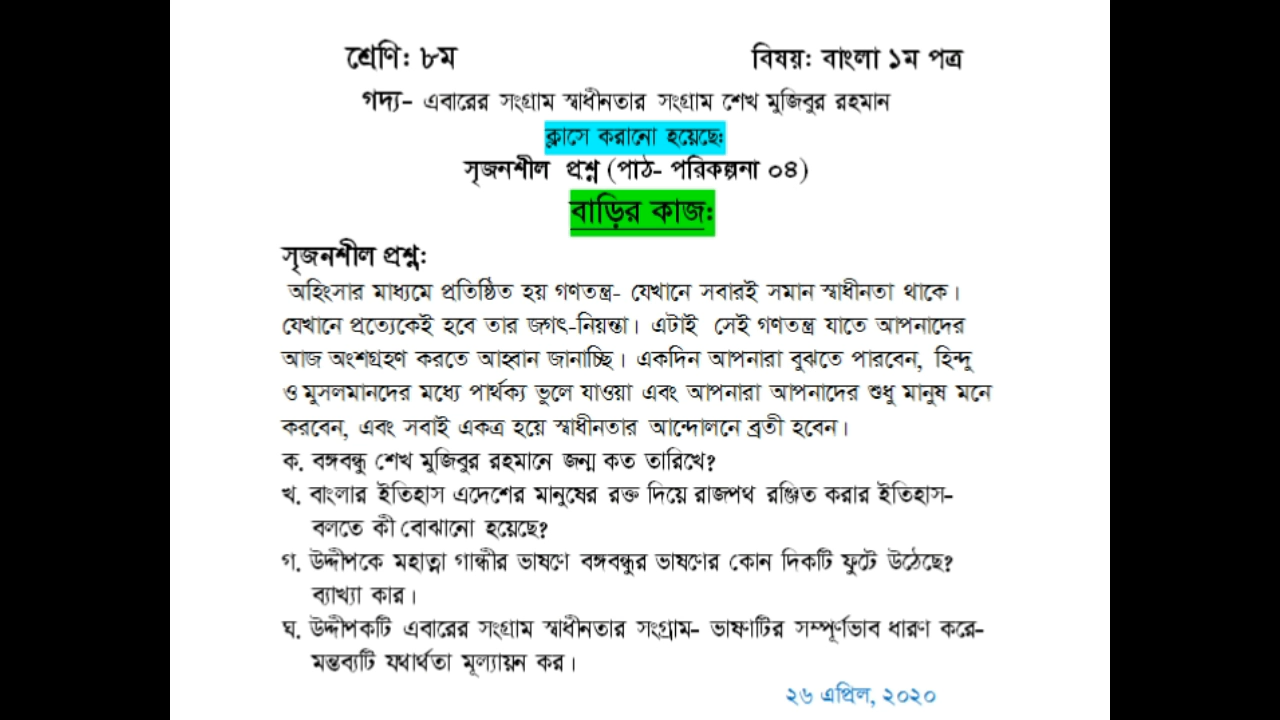 শ্রেণি: ৮ম বিষয়: বাংলা ১ম পত্র
গদ্য- এবারের সংগ্রাম স্বাধীনতার সংগ্রাম শেখ মুজিবুর রহমান
ক্লাসে করানো হয়েছে:
সৃজনশীল প্রশ্ন (পাঠ- পরিকল্পনা ০৪)
বাড়ির কাজ:
সৃজনশীল প্রশ্ন:
অহিংসার মাধ্যমে প্রতিষ্ঠিত হয় গণতন্ত্র- যেখানে সবারই সমান স্বাধীনতা থাকে।
যেখানে প্রত্যেকেই হবে তার জগৎ-নিয়ন্তা। এটাই সেই গণতন্ত্র যাতে আপনাদের
আজ অংশগ্রহণ করতে আহ্বান জানাচ্ছি। একদিন আপনারা বুঝতে পারবেন, হিন্দু
ও মুসলমানদের মধ্যে পার্থক্য ভুলে যাওয়া এবং আপনারা আপনাদের শুধু মানুষ মনে
করবেন, এবং সবাই একত্র হয়ে স্বাধীনতার আন্দোলনে ব্রতী হবেন।
ক. বঙ্গবন্ধু শেখ মুজিবুর রহমানে জন্ম কত তারিখে?
খ. বাংলার ইতিহাস এদেশের মানুষের রক্ত দিয়ে রাজপথ রঞ্জিত করার ইতিহাস-
বলতে কী বোঝানো হয়েছে?
গ. উদ্দীপকে মহাত্না গান্ধীর ভাষণে বঙ্গবন্ধুর ভাষণের কোন দিকটি ফুটে উঠেছে?
ব্যাখ্যা কার।
ঘ. উদ্দীপকটি এবারের সংগ্রাম স্বাধীনতার সংগ্রাম- ভাষণটির সম্পূর্ণভাব ধারণ করে-
মন্তব্যটি যথার্থতা মূল্যায়ন কর।
২৬ এপ্রিল, ২০২০